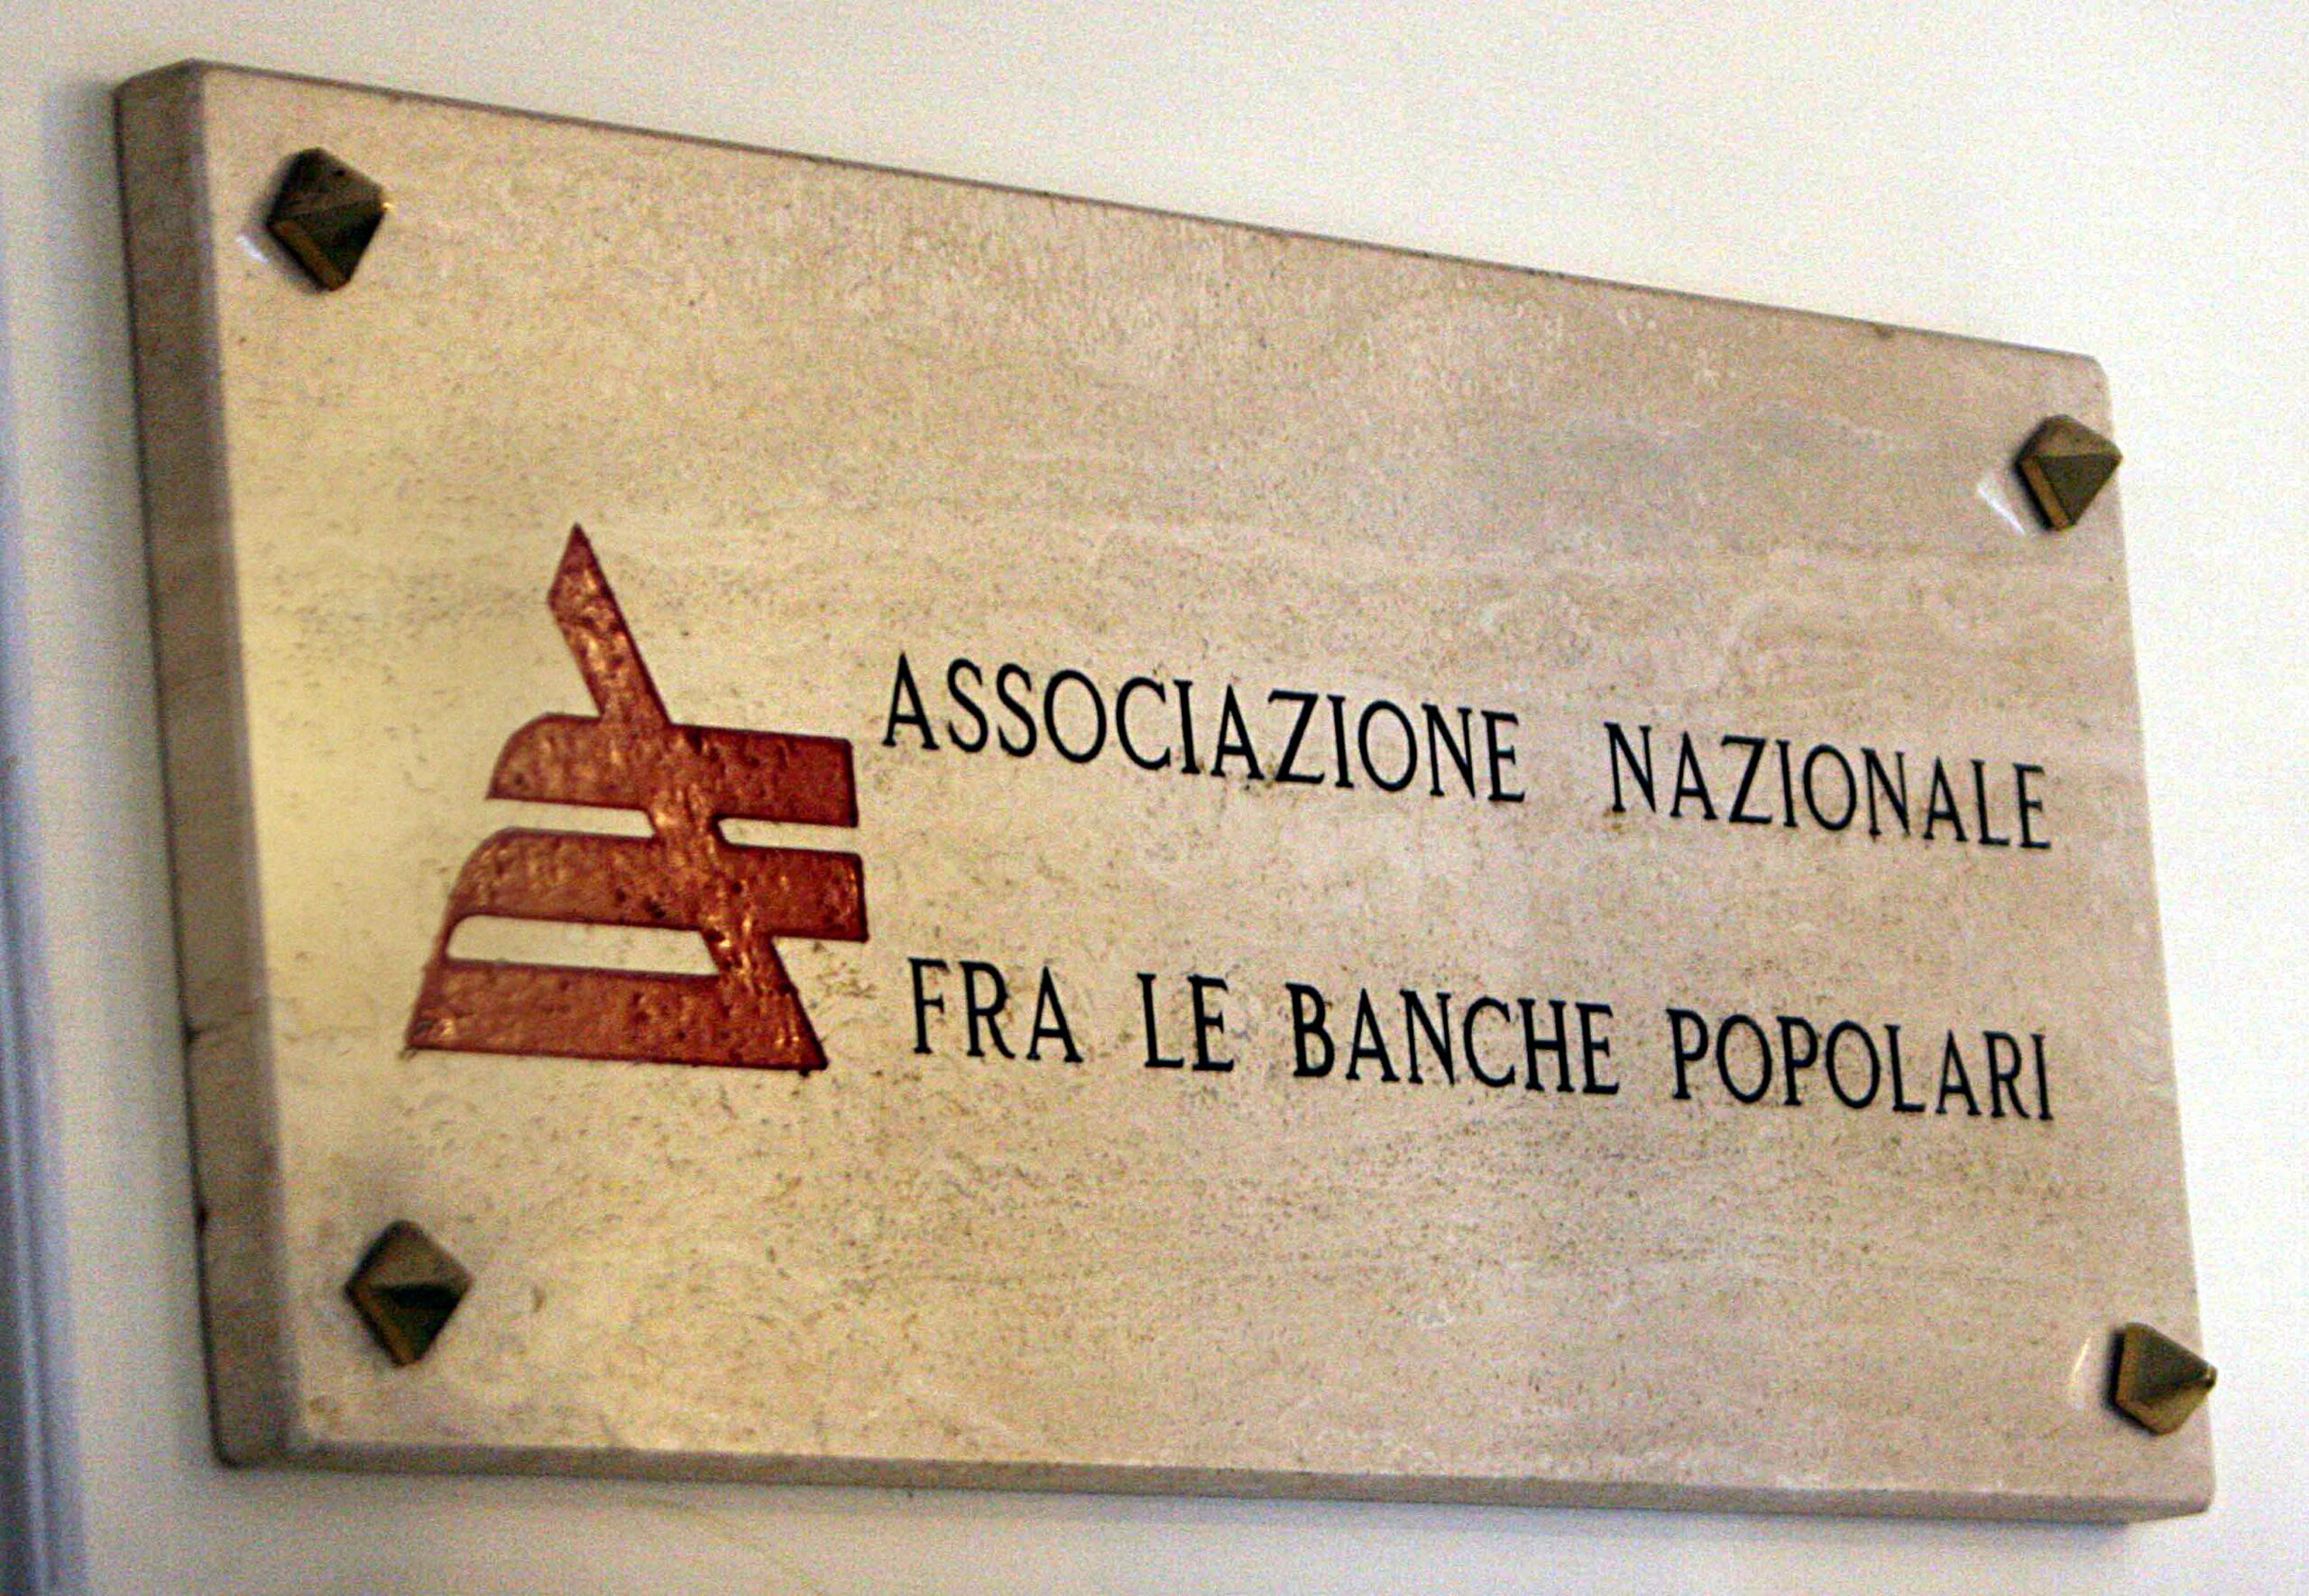 ASSOCIAZIONE NAZIONALE
FRA LE BANCHE POPOLARI